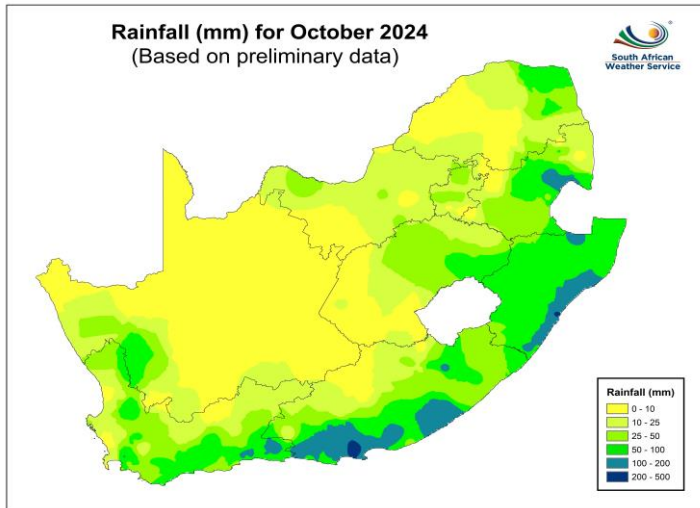 Rainfall (mm) for October 2024
(Based on preliminary data)
South African
Weather Service
Rainfall (mm)
0 - 10
10 - 25
25 - 50
50 - 100
100 - 200
200 - 500